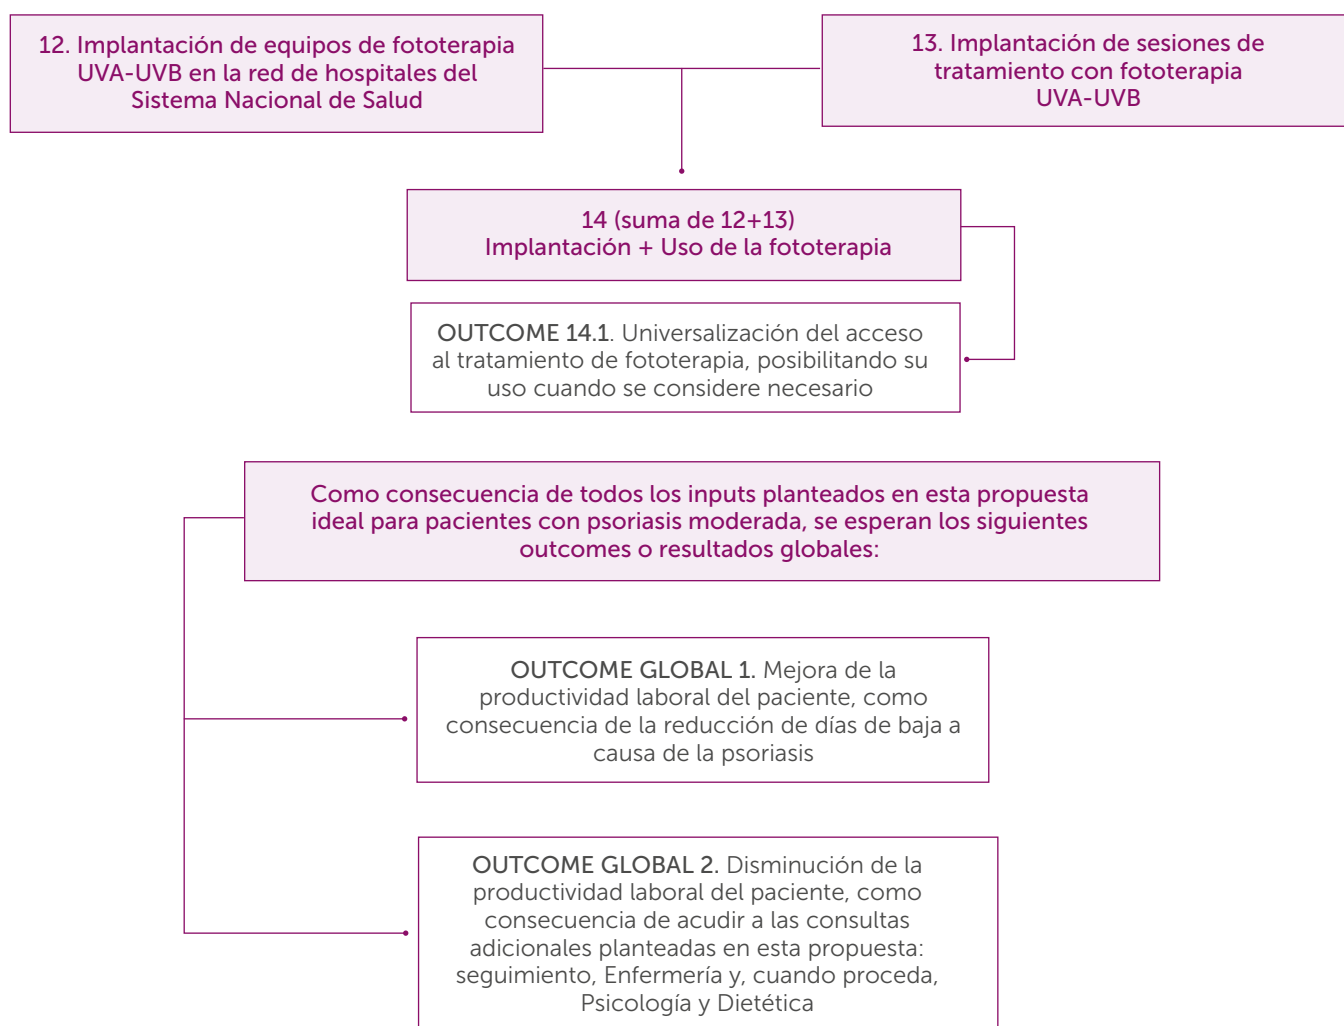 12. Implantación de equipos de fototerapia
UVA-UVB en la red de hospitales del
Sistema Nacional de Salud
13. Implantación de sesiones de
tratamiento con fototerapia
UVA-UVB
14 (suma de 12+13)
Implantación + Uso de la fototerapia
OUTCOME 14.1. Universalización del acceso
al tratamiento de fototerapia, posibilitando su
uso cuando se considere necesario
Como consecuencia de todos los inputs planteados en esta propuesta
ideal para pacientes con psoriasis moderada, se esperan los siguientes
outcomes o resultados globales:
OUTCOME GLOBAL 1. Mejora de la
productividad laboral del paciente, como
consecuencia de la reducción de días de baja a
causa de la psoriasis
OUTCOME GLOBAL 2. Disminución de la
productividad laboral del paciente, como
consecuencia de acudir a las consultas
adicionales planteadas en esta propuesta:
seguimiento, Enfermería y, cuando proceda,
Psicología y Dietética